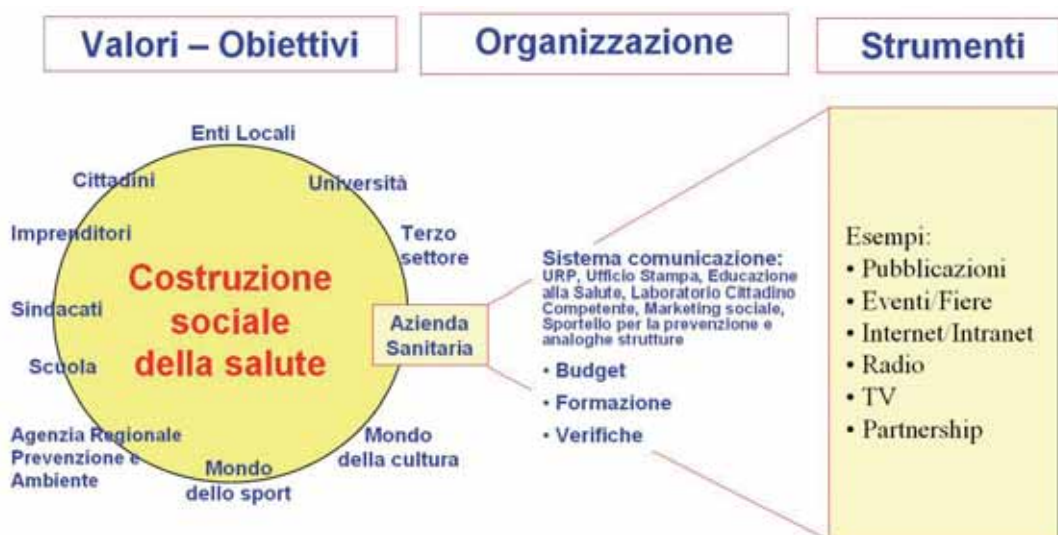 Valori – Obiettivi
Organizzazione
Strumenti
Enti Locali
Cittadini
Università
Imprenditori
Terzo
settore
Costruzione
sociale
della salute
Sindacati
Azienda
Sanitaria
Scuola
Agenzia Regionale
Prevenzione e
Ambiente
Mondo
dello sport
Mondo
della cultura
Sistema comunicazione:
URP, Ufficio Stampa, Educazione
alla Salute, Laboratorio Cittadino
Competente, Marketing sociale,
Sportello per la prevenzione e
analoghe strutture
• Budget
• Formazione
• Verifiche
Esempi:
• Pubblicazioni
• Eventi/Fiere
• Internet/Intranet
• Radio
• TV
• Partnership